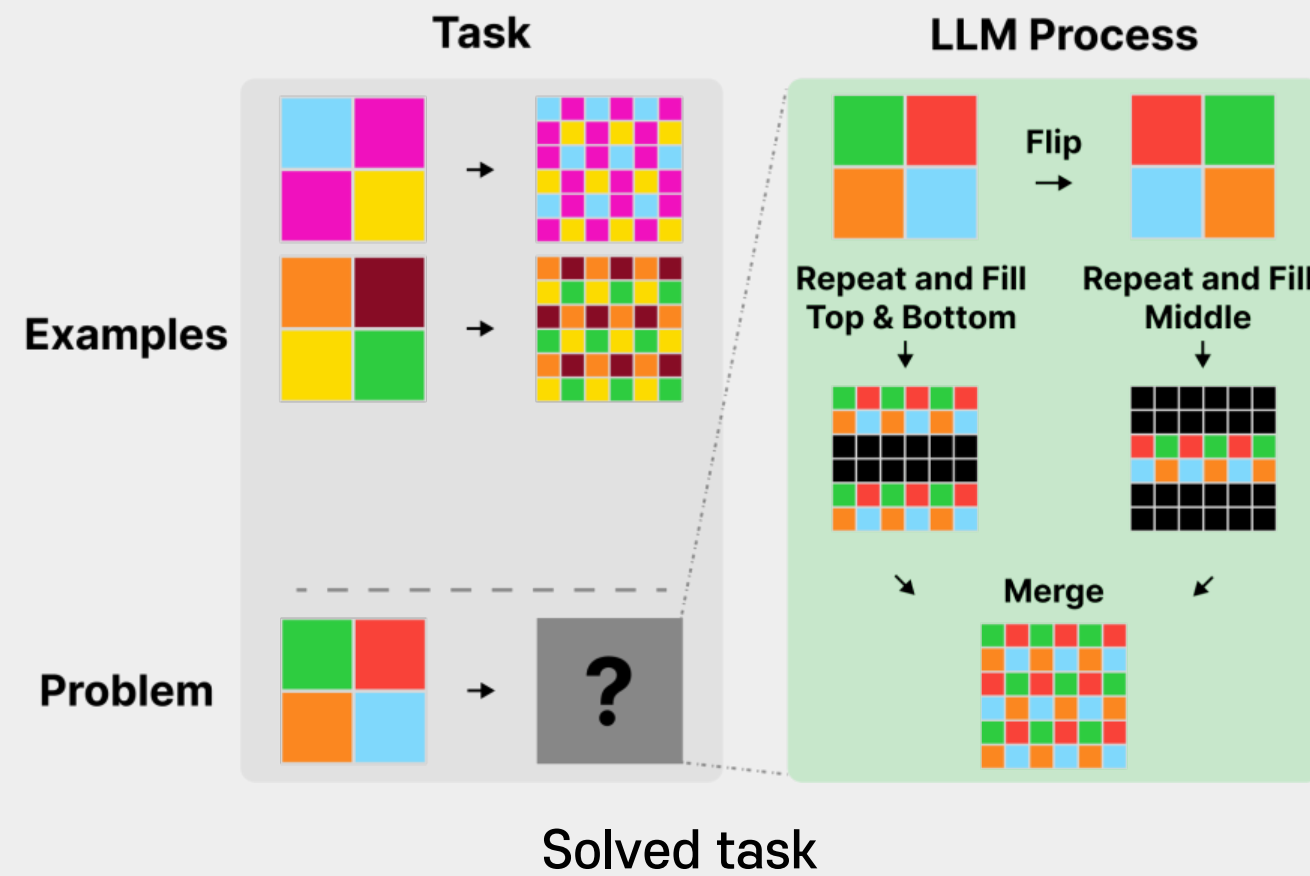 Task
LLM Process
Flip
Repeat and Fill
Top & Bottom
Repeat and Fill
Middle
Examples
Merge
Problem
?
Solved task